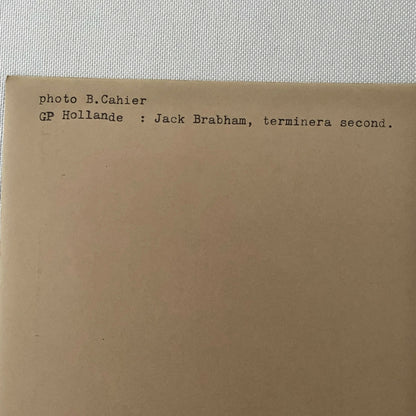 photo B.Cahier
GP Hollande : Jack Brabham, terminera second.